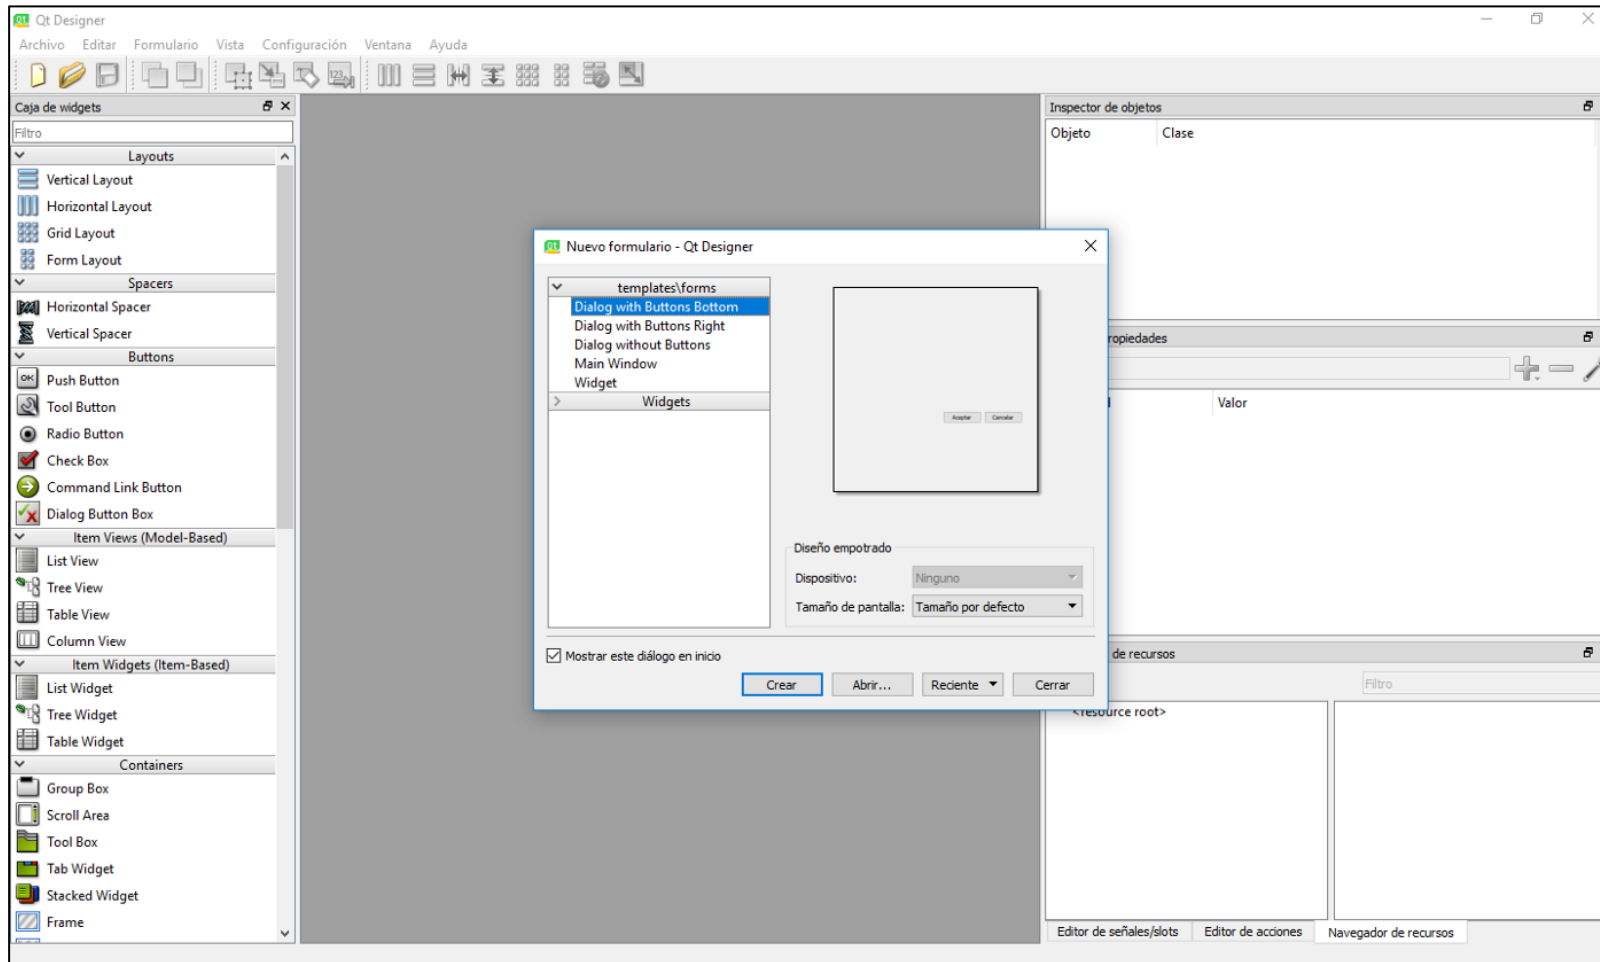 Qt Designer
Archivo Editar Formulario Vista Configuración Ventana Ayuda
123
Caja de widgets
Filtro
Layouts
Vertical Layout
Horizontal Layout
Grid Layout
Form Layout
Spacers
Horizontal Spacer
Vertical Spacer
Buttons
OK Push Button
Tool Button
Radio Button
Check Box
Command Link Button
Dialog Button Box
Item Views (Model-Based)
List View
Tree View
Table View
Column View
Item Widgets (Item-Based)
List Widget
Tree Widget
Table Widget
Containers
Group Box
Scroll Area
Tool Box
Tab Widget
Stacked Widget
Frame
Nuevo formulario - Qt Designer
templates\forms
Dialog with Buttons Bottom
Dialog with Buttons Right
Dialog without Buttons
Main Window
Widget
Widgets
Aceptar Cancelar
Diseño empotrado
Dispositivo: Ninguno
Tamaño de pantalla: Tamaño por defecto
Mostrar este diálogo en inicio
Crear Abrir... Reciente Cerrar
Inspector de objetos
Objeto Clase
ropiedades
Valor
de recursos
Filtro
<resource root>
Editor de señales/slots Editor de acciones Navegador de recursos